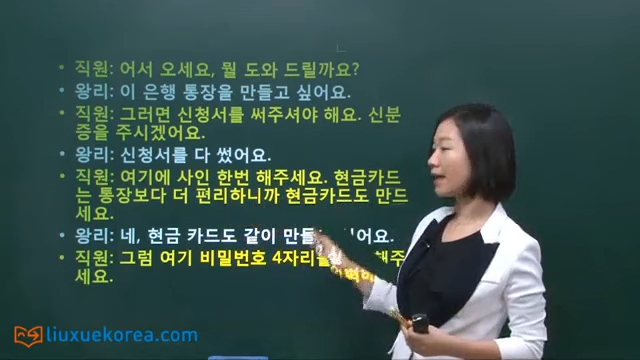 직원: 어서 오세요, 뭘 도와 드릴까요?
왕리: 이 은행 통장을 만들고 싶어요.
직원: 그러면 신청서를 써주셔야 해요. 신분
증을 주시겠어요.
왕리: 신청서를 다 썼어요.
직원: 여기에 사인 한번 해주세요. 현금카드
는 통장보다 더 편리하니까 현금카드도 만드
세요.
왕리: 네, 현금 카드도 같이 만들
직원: 그럼 여기 비밀번호 4자리를 해주
세요.
liuxuekorea.com